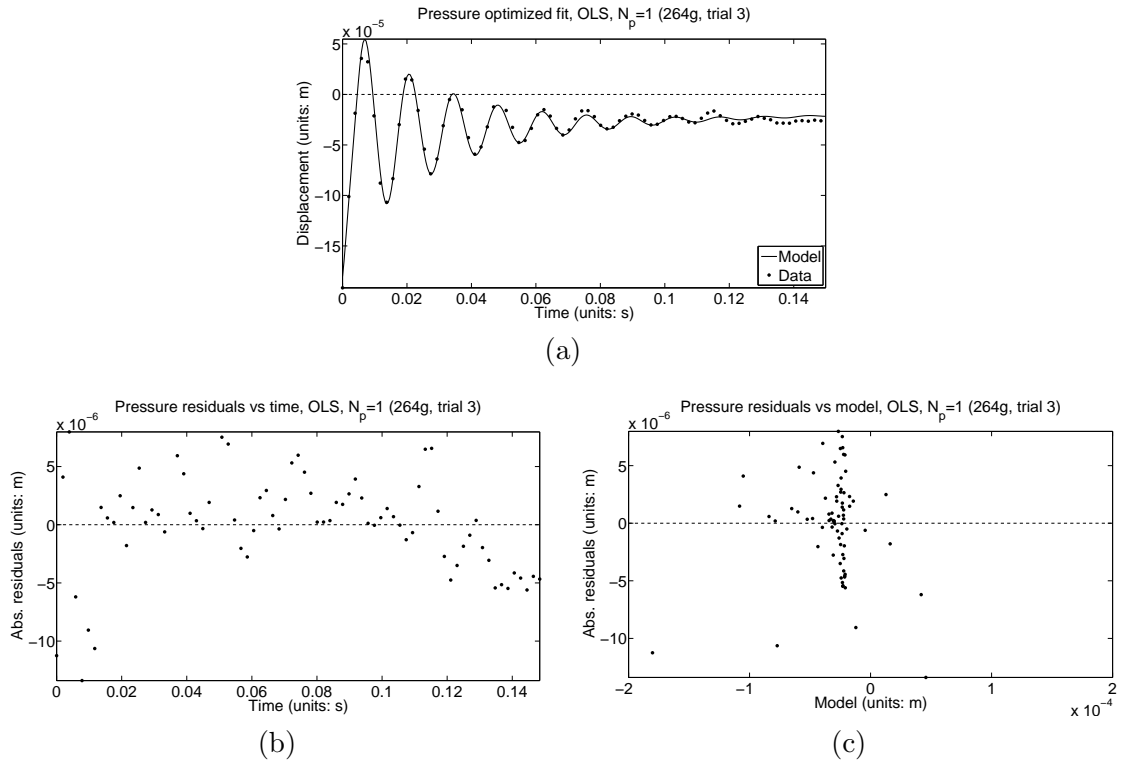 Pressure optimized fit, OLS, N_p=1 (264g, trial 3)
x 10^-5
5
0
−5
−10
−15
Displacement (units: m)
Model
Data
0 0.02 0.04 0.06 0.08 0.1 0.12 0.14
Time (units: s)
(a)
Pressure residuals vs time, OLS, N_p=1 (264g, trial 3)
x 10^-6
5
0
−5
−10
Abs. residuals (units: m)
0 0.02 0.04 0.06 0.08 0.1 0.12 0.14
Time (units: s)
(b)
Pressure residuals vs model, OLS, N_p=1 (264g, trial 3)
x 10^-6
5
0
−5
−10
Abs. residuals (units: m)
−2 −1 0 1 2
Model (units: m)
x 10^-4
(c)